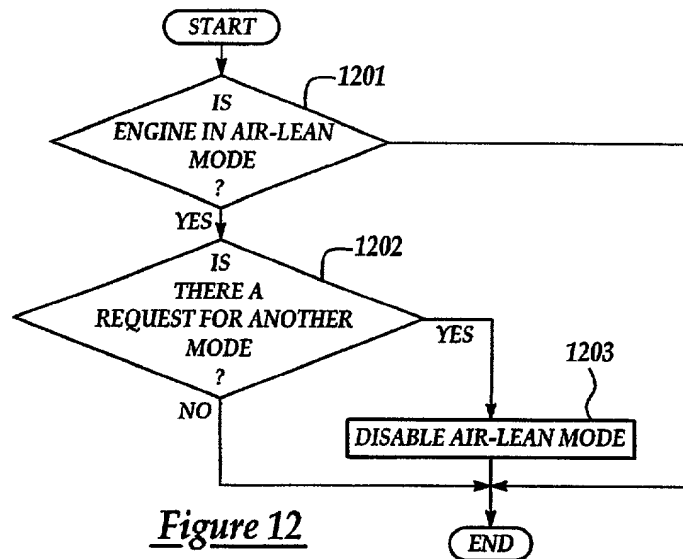 START
1201
IS
ENGINE IN AIR-LEAN
MODE
?
YES
1202
IS
THERE A
REQUEST FOR ANOTHER
MODE
?
YES
NO
1203
DISABLE AIR-LEAN MODE
Figure 12
END